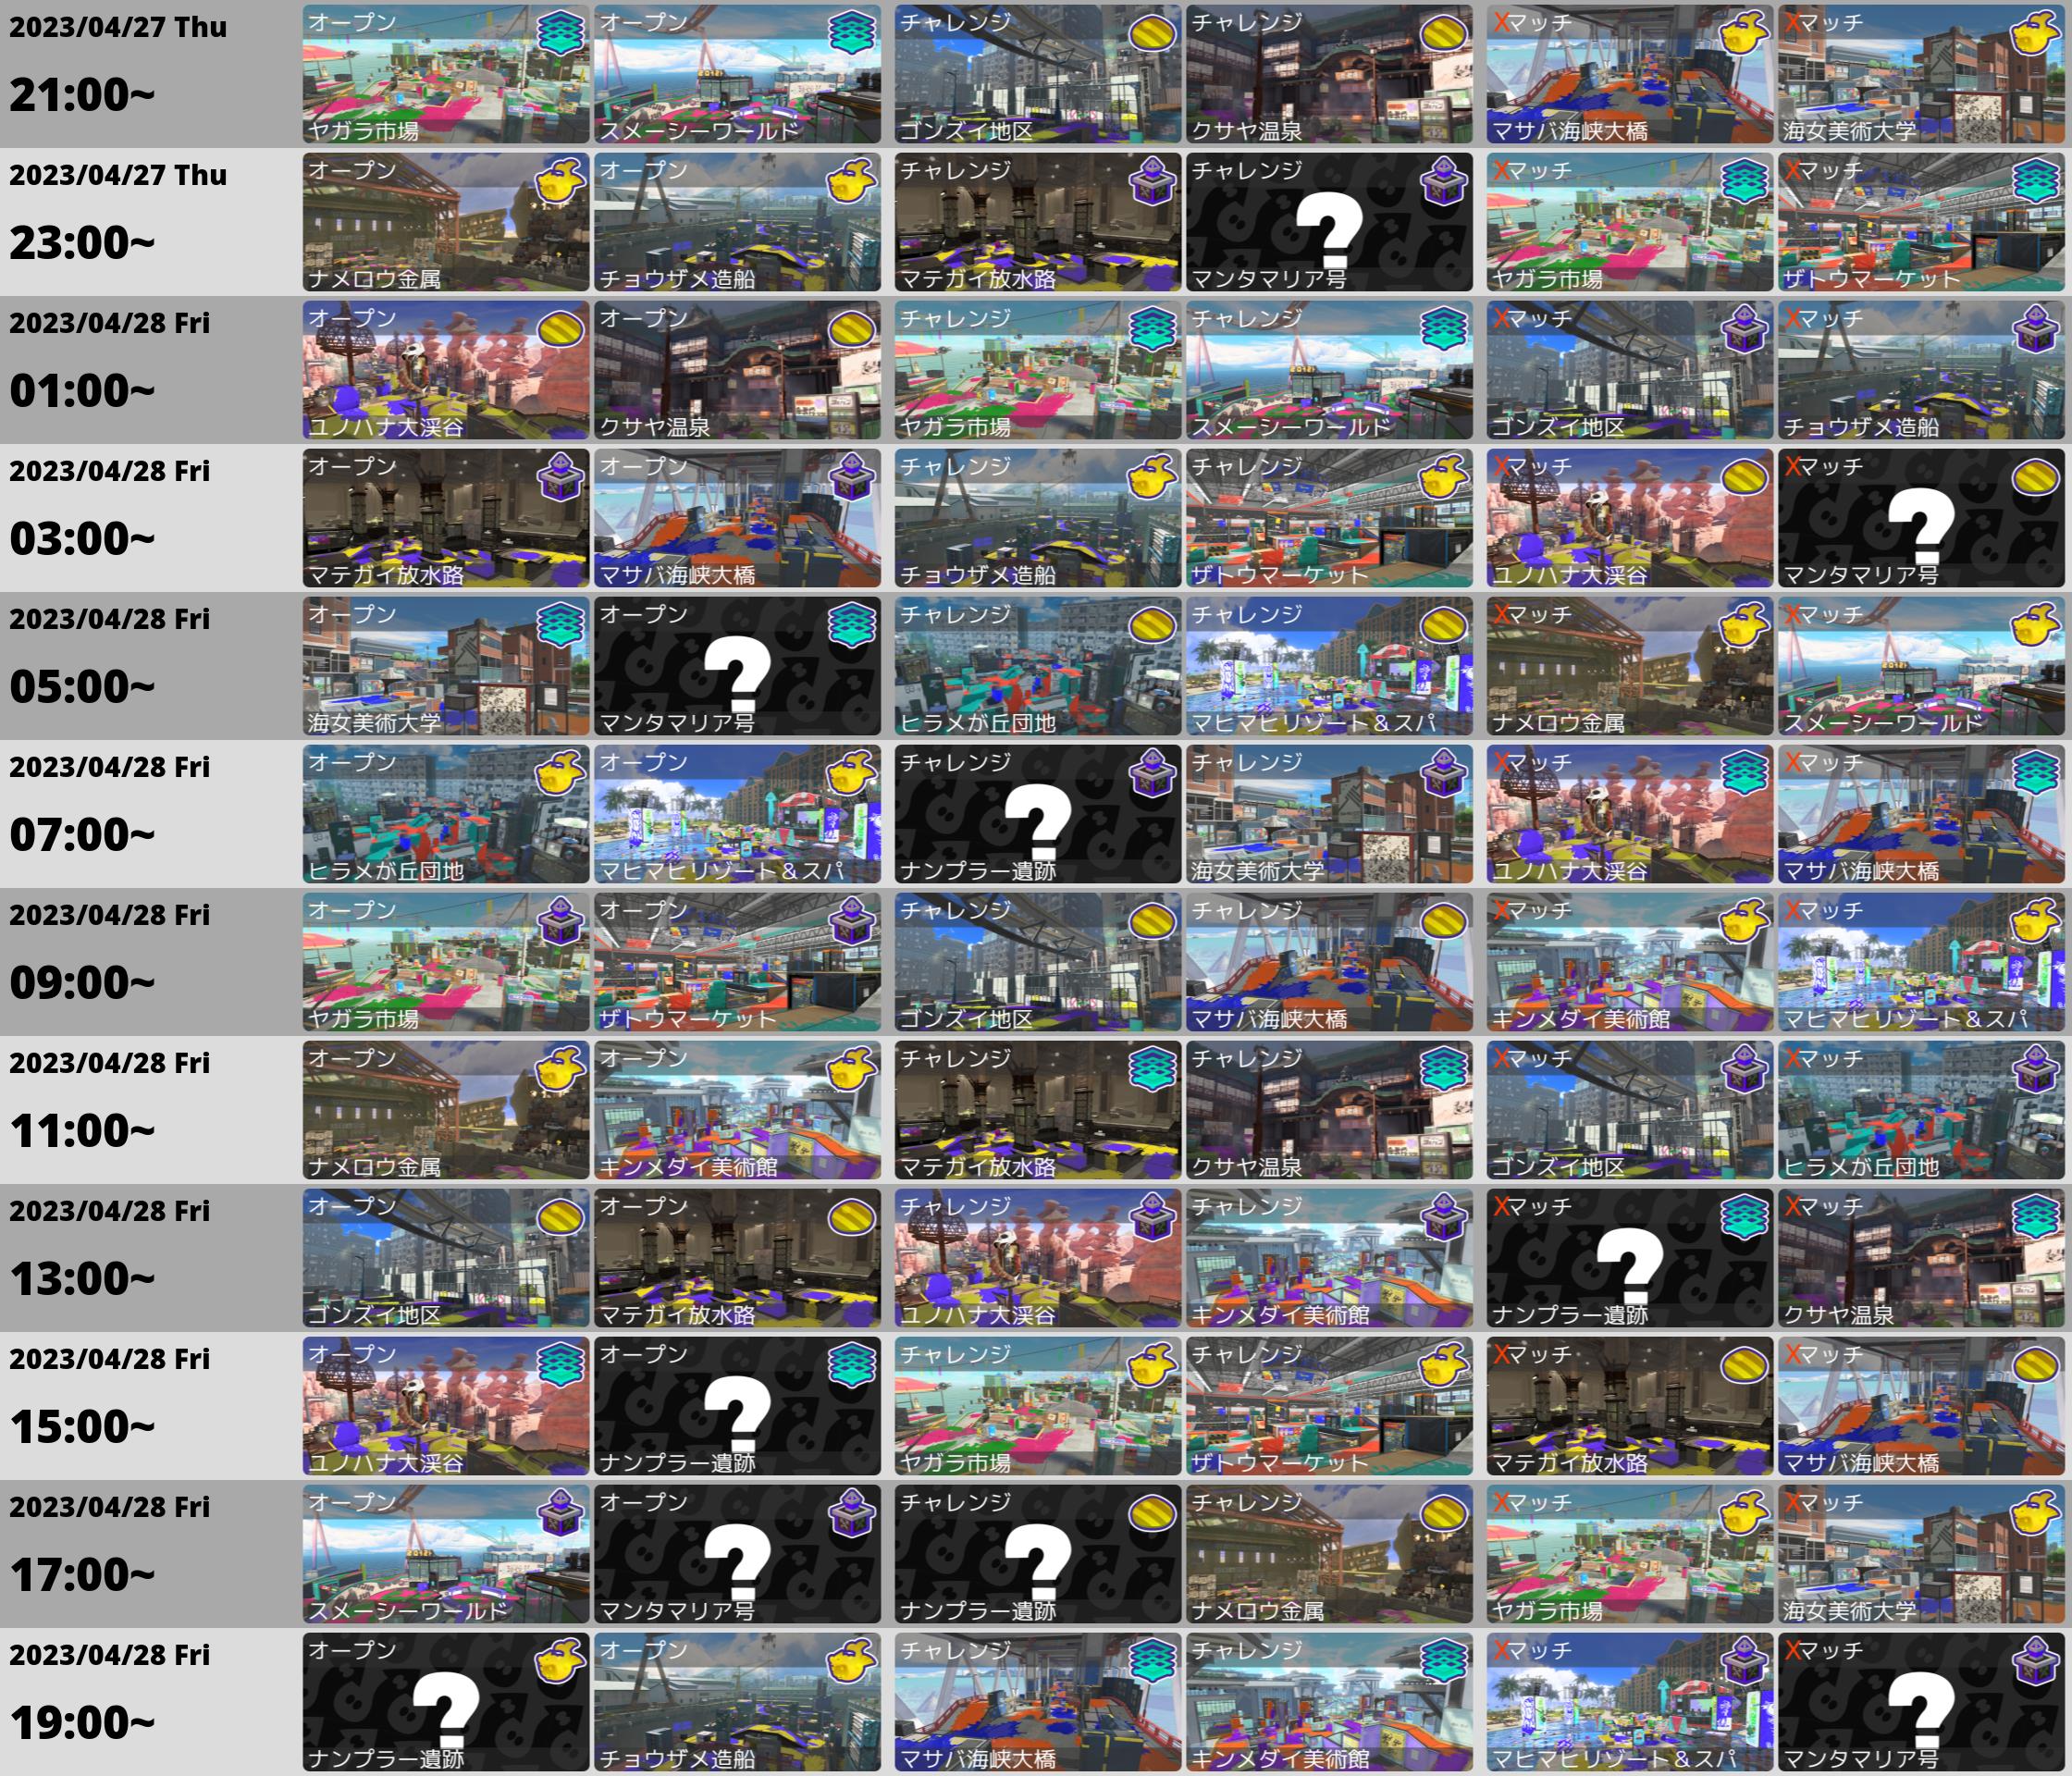 2023/04/27 Thu
21:00~
オープン
ヤガラ市場
オープン
スメーシーワールド
チャレンジ
ゴンズイ地区
チャレンジ
クサヤ温泉
Xマッチ
マサバ海峡大橋
Xマッチ
海女美術大学
2023/04/27 Thu
23:00~
オープン
ナメロウ金属
オープン
チョウザメ造船
チャレンジ
マテガイ放水路
チャレンジ
?
マンタマリア号
Xマッチ
ヤガラ市場
Xマッチ
ザトウマーケット
2023/04/28 Fri
01:00~
オープン
ユノハナ大渓谷
オープン
クサヤ温泉
チャレンジ
ヤガラ市場
チャレンジ
スメーシーワールド
Xマッチ
ゴンズイ地区
Xマッチ
チョウザメ造船
2023/04/28 Fri
03:00~
オープン
マテガイ放水路
オープン
マサバ海峡大橋
チャレンジ
チョウザメ造船
チャレンジ
ザトウマーケット
Xマッチ
ユノハナ大渓谷
Xマッチ
?
マンタマリア号
2023/04/28 Fri
05:00~
オープン
海女美術大学
オープン
?
マンタマリア号
チャレンジ
ヒラメが丘団地
チャレンジ
マヒマヒリゾート＆スパ
Xマッチ
ナメロウ金属
Xマッチ
スメーシーワールド
2023/04/28 Fri
07:00~
オープン
ヒラメが丘団地
オープン
マヒマヒリゾート＆スパ
チャレンジ
?
ナンプラー遺跡
チャレンジ
海女美術大学
Xマッチ
ユノハナ大渓谷
Xマッチ
マサバ海峡大橋
2023/04/28 Fri
09:00~
オープン
ヤガラ市場
オープン
ザトウマーケット
チャレンジ
ゴンズイ地区
チャレンジ
マサバ海峡大橋
Xマッチ
キンメダイ美術館
Xマッチ
マヒマヒリゾート＆スパ
2023/04/28 Fri
11:00~
オープン
ナメロウ金属
オープン
キンメダイ美術館
チャレンジ
マテガイ放水路
チャレンジ
クサヤ温泉
Xマッチ
ゴンズイ地区
Xマッチ
ヒラメが丘団地
2023/04/28 Fri
13:00~
オープン
ゴンズイ地区
オープン
マテガイ放水路
チャレンジ
ユノハナ大渓谷
チャレンジ
キンメダイ美術館
Xマッチ
?
ナンプラー遺跡
Xマッチ
クサヤ温泉
2023/04/28 Fri
15:00~
オープン
ユノハナ大渓谷
オープン
?
ナンプラー遺跡
チャレンジ
ヤガラ市場
チャレンジ
ザトウマーケット
Xマッチ
マテガイ放水路
Xマッチ
マサバ海峡大橋
2023/04/28 Fri
17:00~
オープン
スメーシーワールド
オープン
?
マンタマリア号
チャレンジ
?
ナンプラー遺跡
チャレンジ
ナメロウ金属
Xマッチ
ヤガラ市場
Xマッチ
海女美術大学
2023/04/28 Fri
19:00~
オープン
?
ナンプラー遺跡
オープン
チョウザメ造船
チャレンジ
マサバ海峡大橋
チャレンジ
キンメダイ美術館
Xマッチ
マヒマヒリゾート＆スパ
Xマッチ
?
マンタマリア号